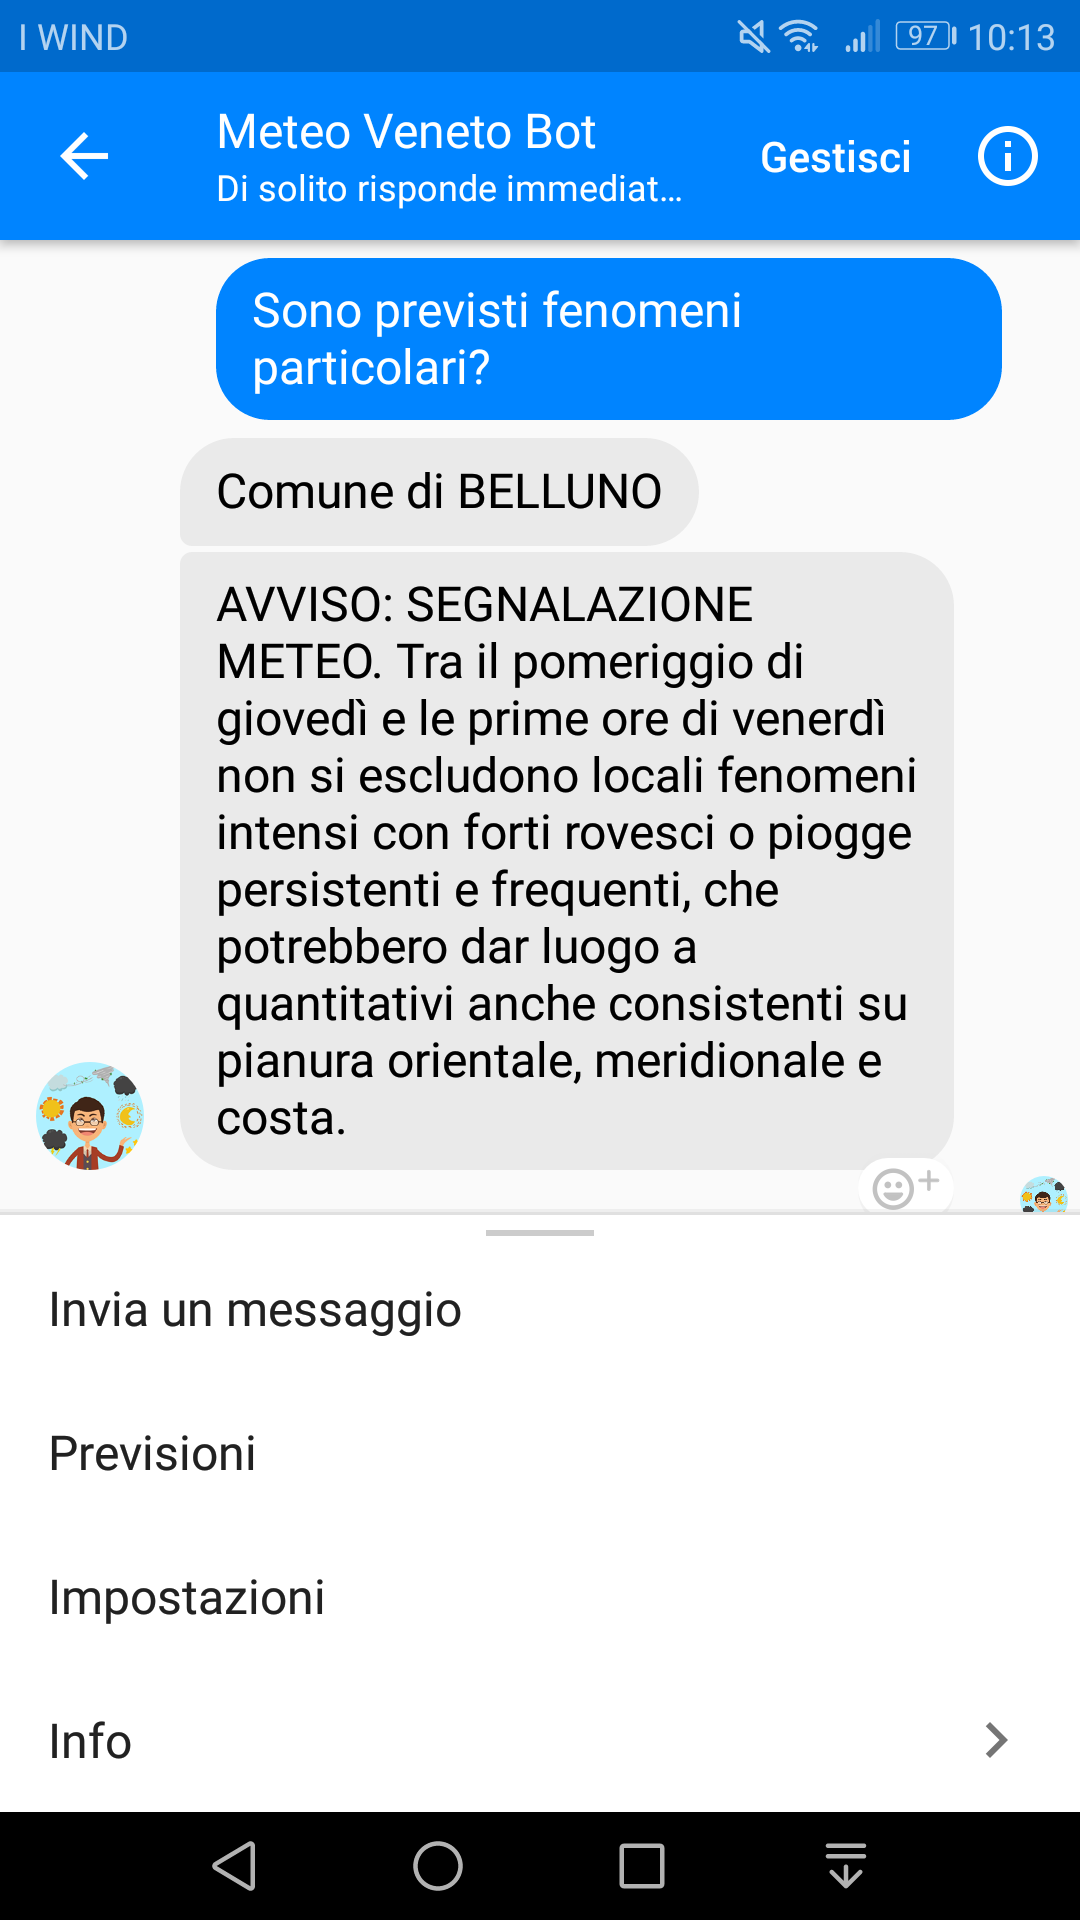 I WIND
97
10:13
Meteo Veneto Bot
Di solito risponde immediat...
Gestisci
Sono previsti fenomeni
particolari?
Comune di BELLUNO
AVVISO: SEGNALAZIONE
METEO. Tra il pomeriggio di
giovedì e le prime ore di venerdì
non si escludono locali fenomeni
intensi con forti rovesci o piogge
persistenti e frequenti, che
potrebbero dar luogo a
quantitativi anche consistenti su
pianura orientale, meridionale e
costa.
Invia un messaggio
Previsioni
Impostazioni
Info